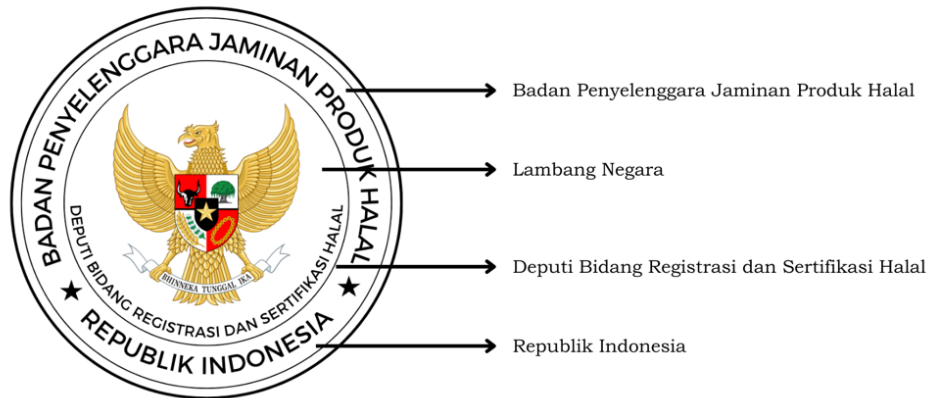 BADAN PENYELENGGARA JAMINAN PRODUK HALAL
DEPUTI BIDANG REGISTRASI DAN SERTIFIKASI HALAL
BHINNEKA TUNGGAL IKA
★ REPUBLIK INDONESIA ★
Badan Penyelenggara Jaminan Produk Halal
Lambang Negara
Deputi Bidang Registrasi dan Sertifikasi Halal
Republik Indonesia